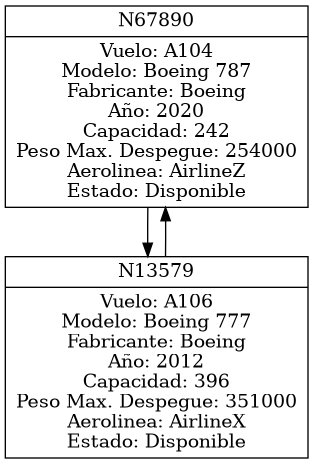 N67890
Vuelo: A104
Modelo: Boeing 787
Fabricante: Boeing
Año: 2020
Capacidad: 242
Peso Max. Despegue: 254000
Aerolinea: AirlineZ
Estado: Disponible
N13579
Vuelo: A106
Modelo: Boeing 777
Fabricante: Boeing
Año: 2012
Capacidad: 396
Peso Max. Despegue: 351000
Aerolinea: AirlineX
Estado: Disponible